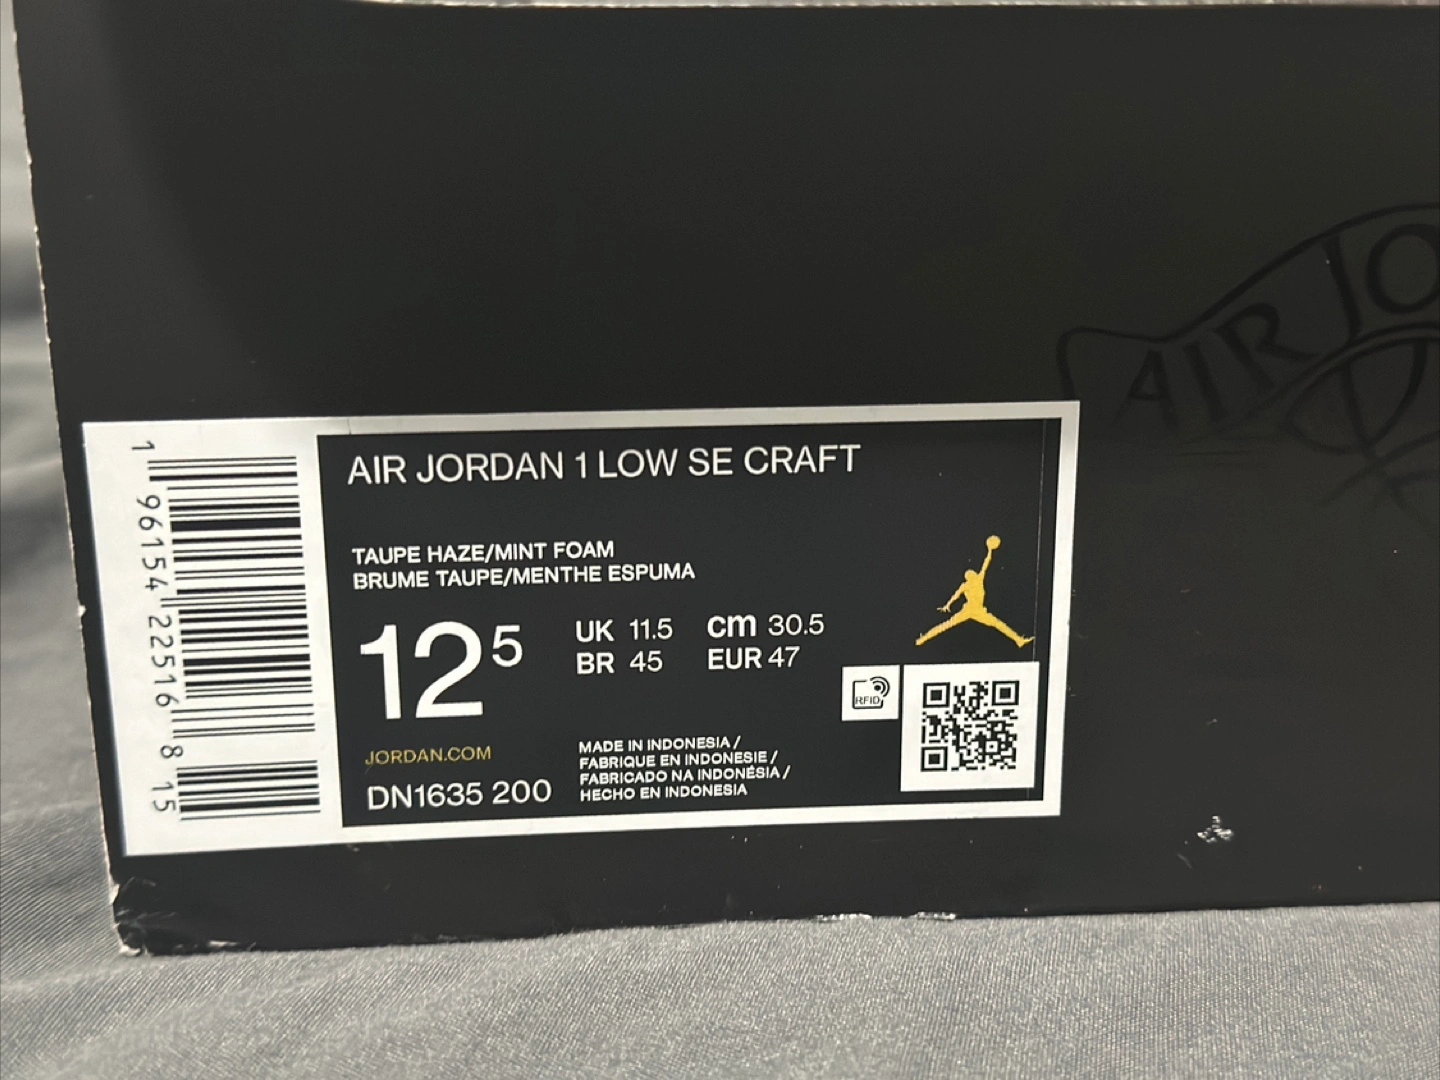 AIR JO
AIR JORDAN 1 LOW SE CRAFT
TAUPE HAZE/MINT FOAM
BRUME TAUPE/MENTHE ESPUMA
12 5
UK 11.5 cm 30.5
BR 45 EUR 47
RFID
JORDAN.COM
DN1635 200
MADE IN INDONESIA /
FABRIQUE EN INDONESIE /
FABRICADO NA INDONÉSIA /
HECHO EN INDONESIA
1 96154 22516 8 15